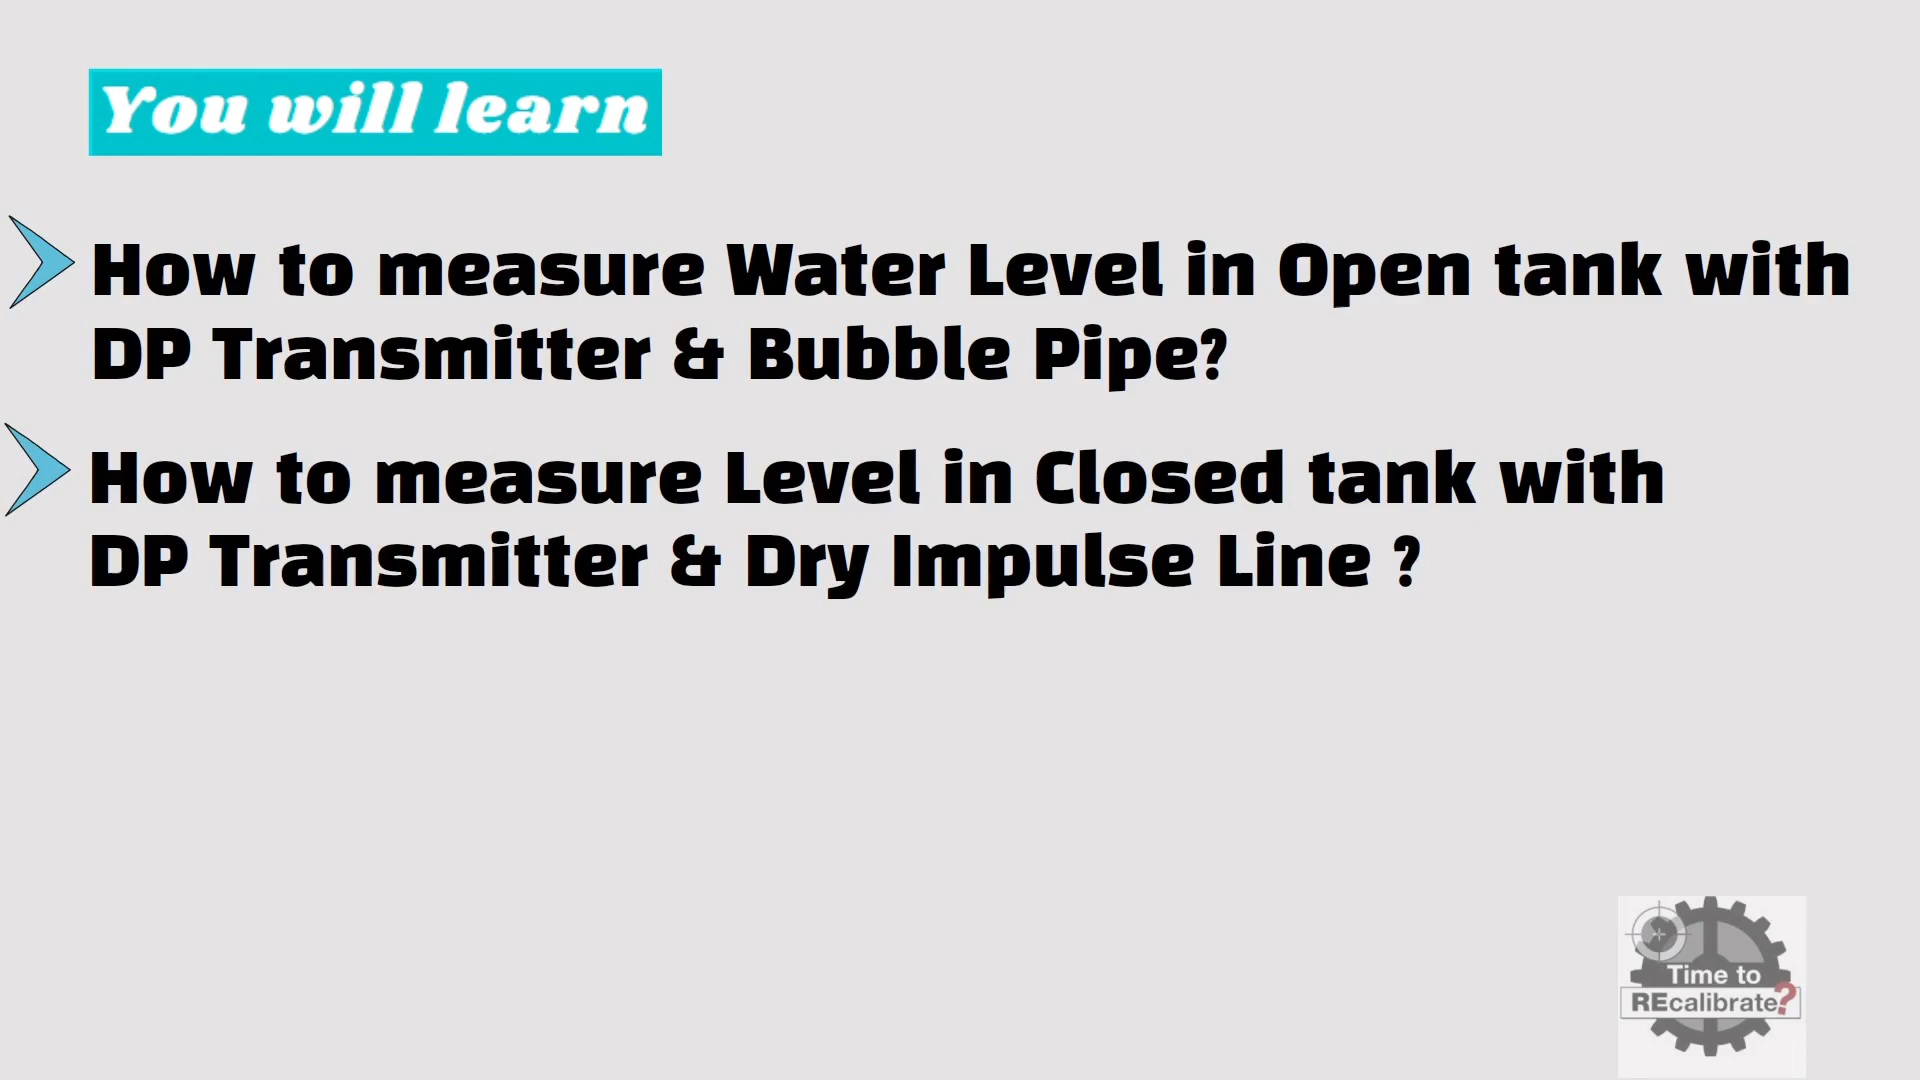 You will learn
How to measure Water Level in Open tank with
DP Transmitter & Bubble Pipe?
How to measure Level in Closed tank with
DP Transmitter & Dry Impulse Line ?
Time to
REcalibrate?